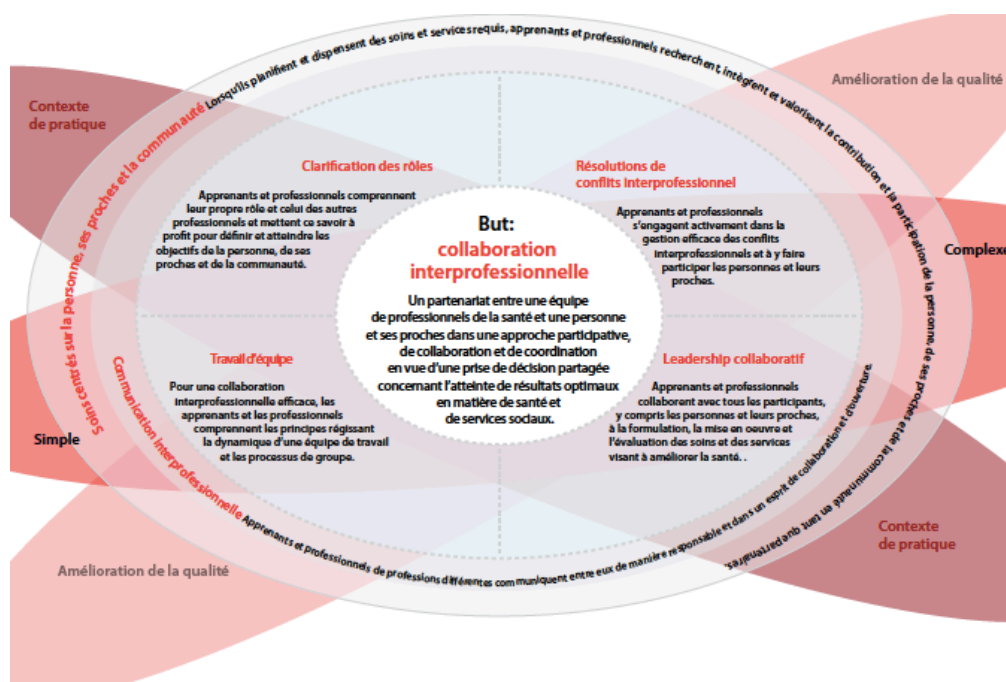 Soins centrés sur la personne, ses proches et la communauté Lorsqu'ils planifient et dispensent des soins et services requis, apprenants et professionnels recherchent, intègrent et valorisent la contribution et la participation de la personne, de ses proches et de la communauté en tant que partenaires.
Amélioration de la qualité
Contexte
de pratique
Clarification des rôles
Apprenants et professionnels comprennent
leur propre rôle et celui des autres
professionnels et mettent ce savoir à
profit pour définir et atteindre les
objectifs de la personne, de ses
proches et de la communauté.
Résolutions de
conflits interprofessionnel
Apprenants et professionnels
s'engagent activement dans la
gestion efficace des conflits
interprofessionnels et à y faire
participer les personnes et leurs
proches.
Complexe
But:
collaboration
interprofessionnelle
Un partenariat entre une équipe
de professionnels de la santé et une personne
et ses proches dans une approche participative,
de collaboration et de coordination
en vue d'une prise de décision partagée
concernant l'atteinte de résultats optimaux
en matière de santé et
de services sociaux.
Travail d'équipe
Pour une collaboration
interprofessionnelle efficace, les
apprenants et les professionnels
comprennent les principes régissant
la dynamique d'une équipe de travail
et les processus de groupe.
Leadership collaboratif
Apprenants et professionnels
collaborent avec tous les participants,
y compris les personnes et leurs proches,
à la formulation, la mise en oeuvre et
l'évaluation des soins et des services
visant à améliorer la santé. .
Simple
Communication interprofessionnelle Apprenants et professionnels de professions différentes communiquent entre eux de manière responsable et dans un esprit de collaboration et d'ouverture.
Contexte
de pratique
Amélioration de la qualité